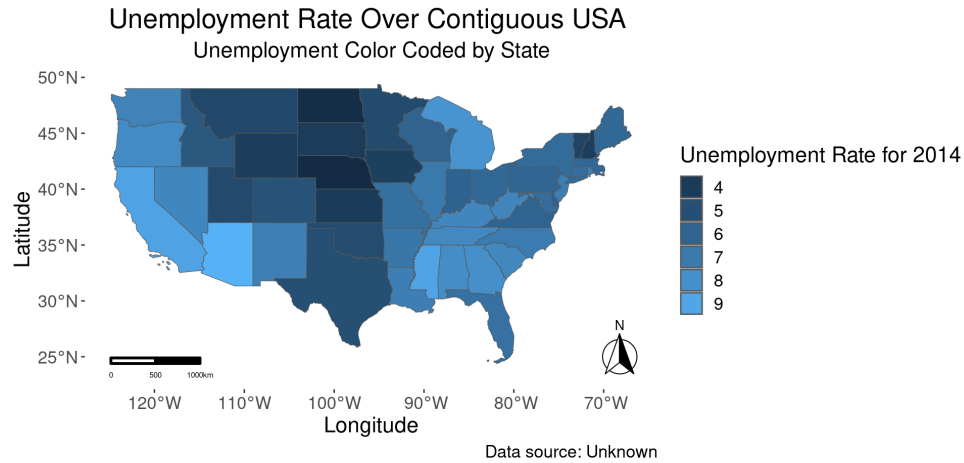 Unemployment Rate Over Contiguous USA
Unemployment Color Coded by State
50°N
45°N
40°N
35°N
30°N
25°N
Latitude
120°W 110°W 100°W 90°W 80°W 70°W
Longitude
0 500 1000km
N
Unemployment Rate for 2014
4
5
6
7
8
9
Data source: Unknown